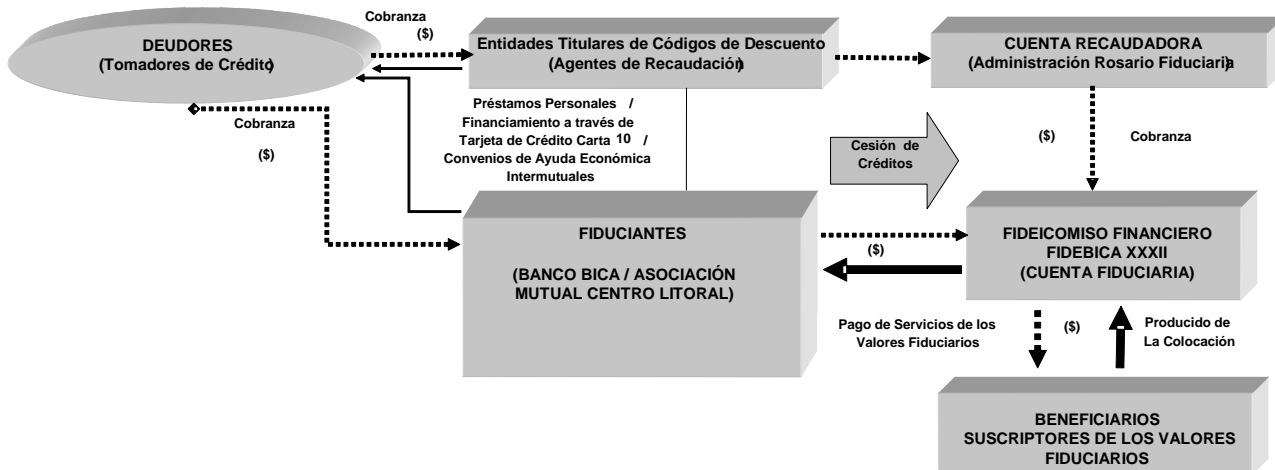 Cobranza
($)
DEUDORES
(Tomadores de Crédito)
Entidades Titulares de Códigos de Descuento
(Agentes de Recaudación)
CUENTA RECAUDADORA
(Administración Rosario Fiduciaria)
Cobranza
($)
Préstamos Personales /
Financiamiento a través de
Tarjeta de Crédito Carta 10 /
Convenios de Ayuda Económica
Intermutuales
Cesión de
Créditos
($)
Cobranza
FIDUCIANTES
(BANCO BICA / ASOCIACIÓN
MUTUAL CENTRO LITORAL)
($)
FIDEICOMISO FINANCIERO
FIDEBICA XXXII
(CUENTA FIDUCIARIA)
Pago de Servicios de los
Valores Fiduciarios
($)
Producido de
La Colocación
BENEFICIARIOS
SUSCRIPTORES DE LOS VALORES
FIDUCIARIOS